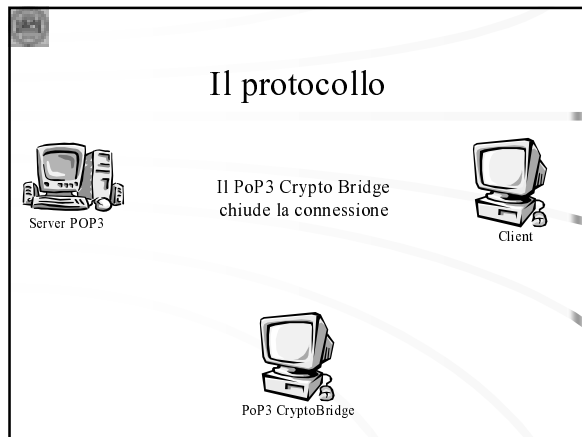 Il protocollo
Il PoP3 Crypto Bridge
chiude la connessione
Server POP3
Client
PoP3 CryptoBridge